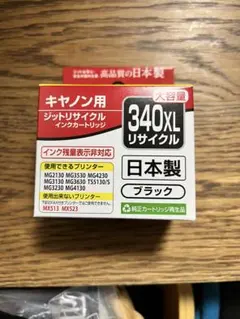 高品質の日本製
キヤノン用
ジットリサイクル
インクカートリッジ
大容量
340XL
リサイクル
インク残量表示非対応
日本製
ブラック
使用できるプリンター
MG2130 MG3530 MG4230
MG3130 MG3630 TS5130/S
MG3230 MG4130
使用出来ないプリンター
MX513 MX523
純正カートリッジ再生品